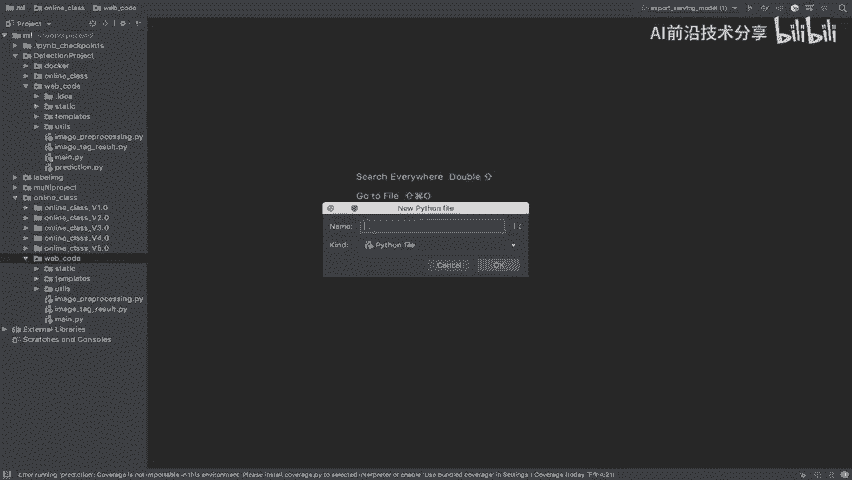 ml online_class web_code
export_serving_model (1)
AI前沿技术分享 bilibili
Project
ml
.ipynb_checkpoints
DetectionProject
docker
online_class
web_code
.idea
static
templates
utils
image_preprocessing.py
image_tag_result.py
main.py
prediction.py
labelImg
online_class
online_class_V1.0
online_class_V2.0
online_class_V3.0
online_class_V4.0
online_class_V5.0
web_code
static
templates
utils
image_preprocessing.py
image_tag_result.py
main.py
External Libraries
Scratches and Consoles
Search Everywhere Double ⇧
Go to File ⇧⌘O
New Python file
Name:
Kind: Python file
Cancel OK
Error running 'prediction': Coverage is not importable in this environment. Please install coverage.py to selected interpreter or enable 'Use bundled coverage' in Settings | Coverage (today 下午4:21)